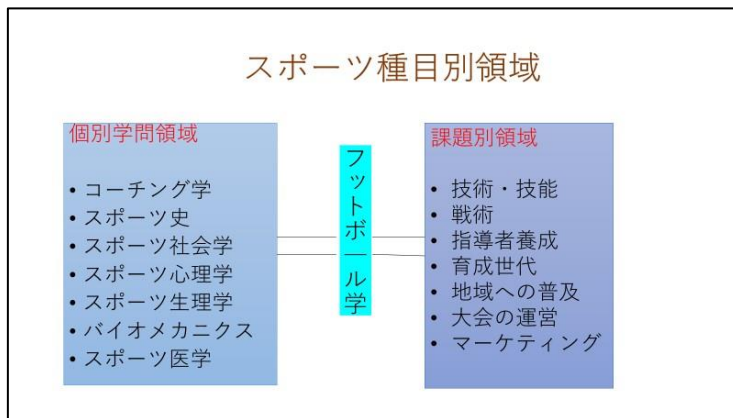 スポーツ種目別領域
個別学問領域
• コーチング学
• スポーツ史
• スポーツ社会学
• スポーツ心理学
• スポーツ生理学
• バイオメカニクス
• スポーツ医学
フットボール学
課題別領域
• 技術・技能
• 戦術
• 指導者養成
• 育成世代
• 地域への普及
• 大会の運営
• マーケティング